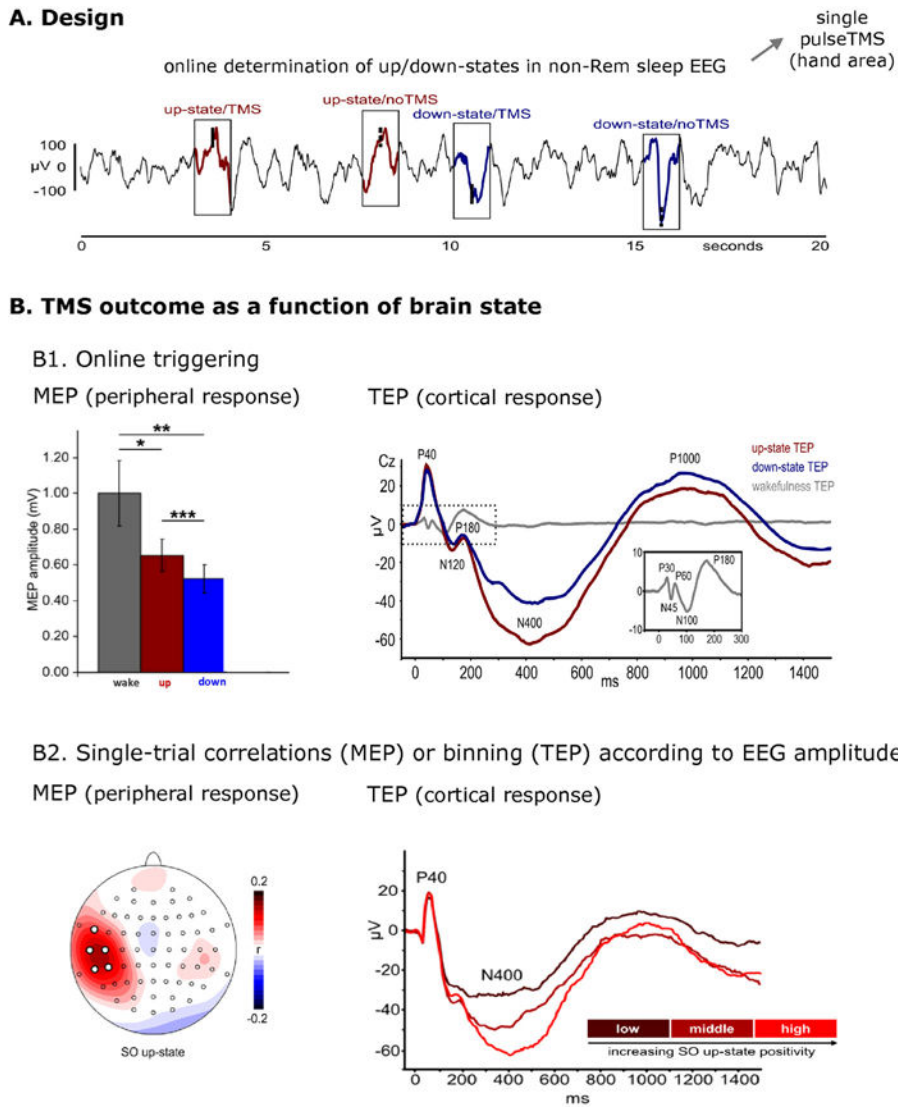 A. Design
single
pulseTMS
(hand area)
online determination of up/down-states in non-Rem sleep EEG
up-state/TMS
up-state/noTMS
down-state/TMS
down-state/noTMS
100
µV 0
-100
0 5 10 15 seconds 20
B. TMS outcome as a function of brain state
B1. Online triggering
MEP (peripheral response)
TEP (cortical response)
MEP amplitude (mV)
1.20
1.00
0.80
0.60
0.40
0.20
0.00
**
*
***
wake up down
Cz
µV
40
20
0
-20
-40
-60
P40
P180
N120
N400
P1000
up-state TEP
down-state TEP
wakefulness TEP
10
0
-10
P30
P60
P180
N45
N100
0 100 200 300
0 200 400 600 800 1000 1200 1400
ms
B2. Single-trial correlations (MEP) or binning (TEP) according to EEG amplitude
MEP (peripheral response)
TEP (cortical response)
0.2
r
-0.2
SO up-state
µV
20
0
-20
-40
-60
P40
N400
low middle high
increasing SO up-state positivity
0 200 400 600 800 1000 1200 1400
ms